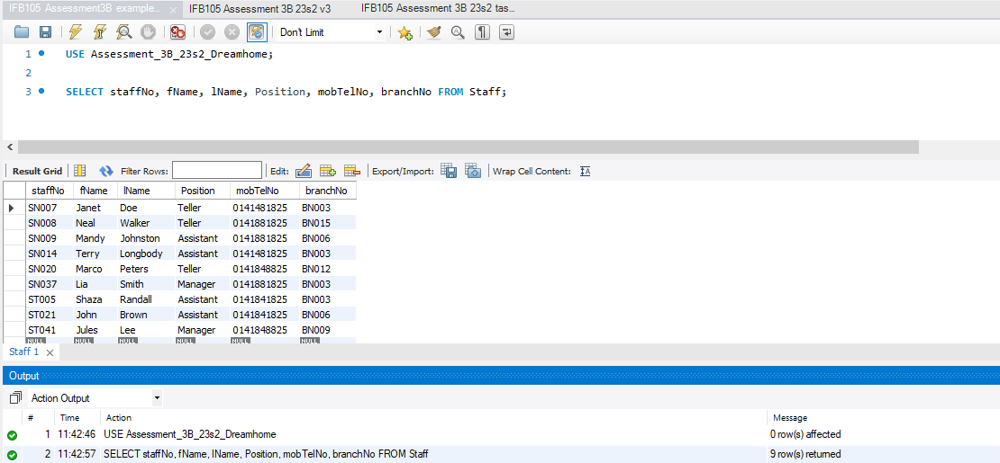 IFB105 Assessment3B example... IFB105 Assessment 3B 23s2 v3 IFB105 Assessment 3B 23s2 tas...
Don't Limit
1 USE Assessment_3B_23s2_Dreamhome;
2
3 SELECT staffNo, fName, lName, Position, mobTelNo, branchNo FROM Staff;
Result Grid Filter Rows: Edit: Export/Import: Wrap Cell Content:
staffNo fName lName Position mobTelNo branchNo
SN007 Janet Doe Teller 0141481825 BN003
SN008 Neal Walker Teller 0141881825 BN015
SN009 Mandy Johnston Assistant 0141881825 BN006
SN014 Terry Longbody Assistant 0141481825 BN003
SN020 Marco Peters Teller 0141848825 BN012
SN037 Lia Smith Manager 0141881825 BN003
ST005 Shaza Randall Assistant 0141841825 BN003
ST021 John Brown Assistant 0141841825 BN006
ST041 Jules Lee Manager 0141848825 BN009
NULL NULL NULL NULL NULL NULL
Staff 1
Output
Action Output
# Time Action Message
1 11:42:46 USE Assessment_3B_23s2_Dreamhome 0 row(s) affected
2 11:42:57 SELECT staffNo, fName, lName, Position, mobTelNo, branchNo FROM Staff 9 row(s) returned